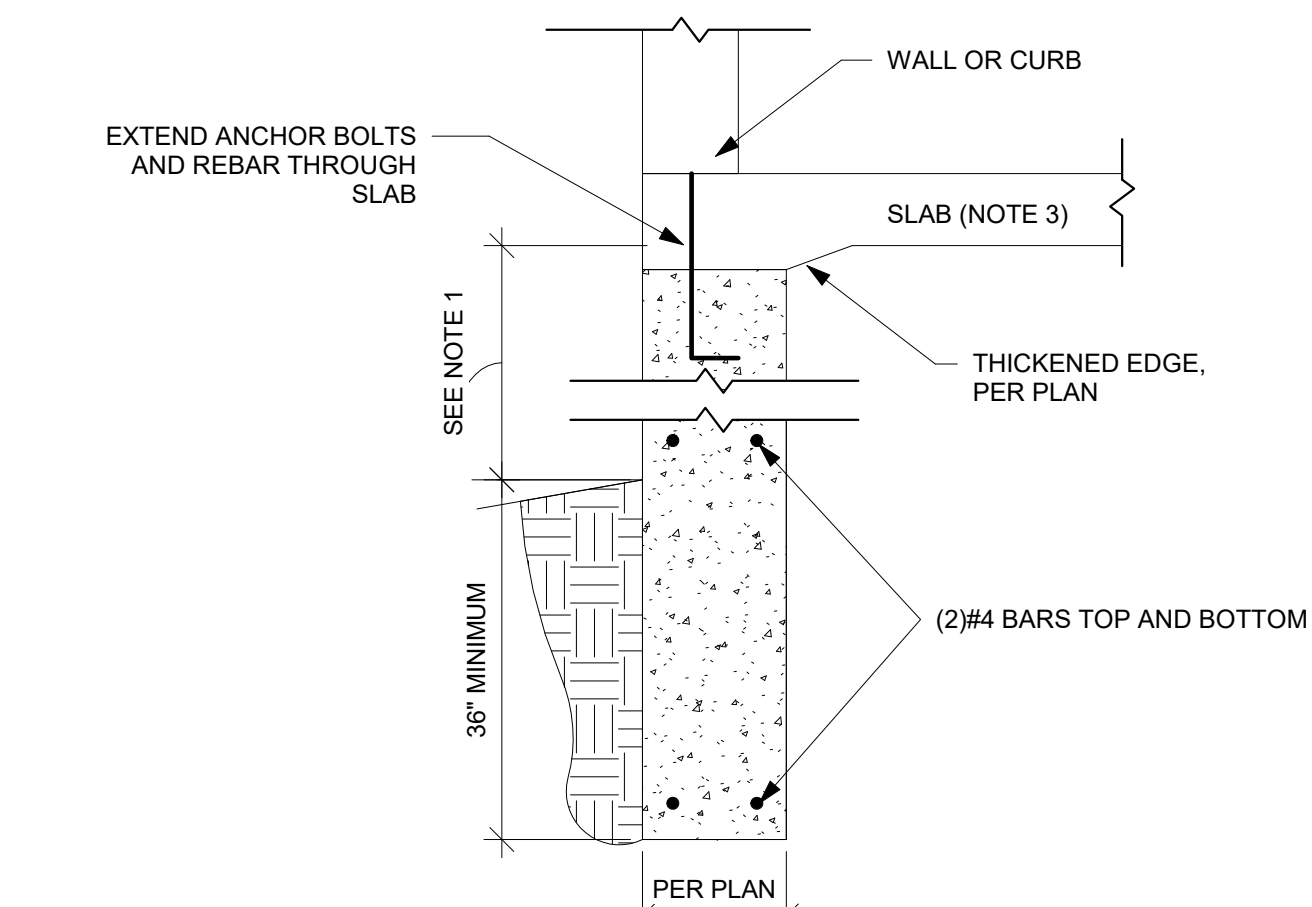 WALL OR CURB
EXTEND ANCHOR BOLTS
AND REBAR THROUGH
SLAB
SLAB (NOTE 3)
SEE NOTE 1
THICKENED EDGE,
PER PLAN
36" MINIMUM
(2)#4 BARS TOP AND BOTTOM
PER PLAN